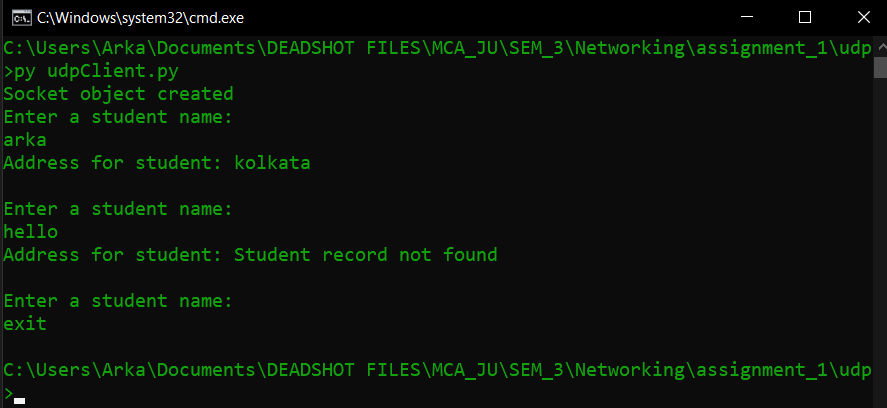 C:\Windows\system32\cmd.exe
C:\Users\Arka\Documents\DEADSHOT FILES\MCA_JU\SEM_3\Networking\assignment_1\udp
>py udpClient.py
Socket object created
Enter a student name:
arka
Address for student: kolkata
Enter a student name:
hello
Address for student: Student record not found
Enter a student name:
exit
C:\Users\Arka\Documents\DEADSHOT FILES\MCA_JU\SEM_3\Networking\assignment_1\udp
>